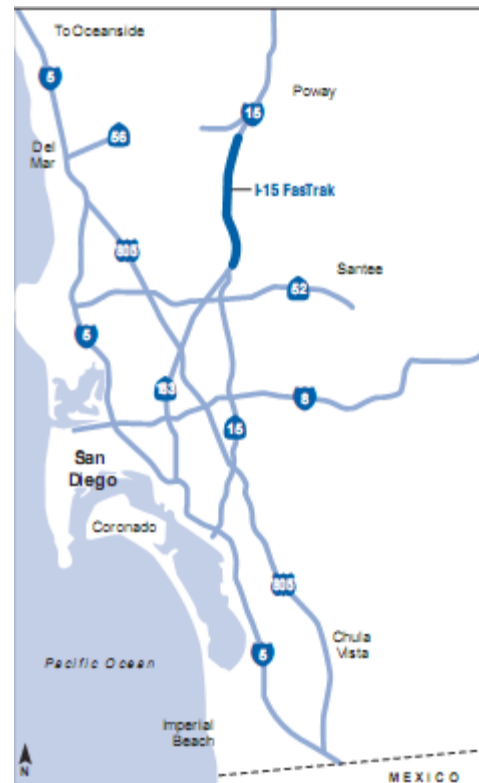 To Oceanside
5
Poway
15
56
Del
Mar
I-15 FasTrak
805
Santee
52
5
163
8
15
San
Diego
Coronado
805
Chula
Vista
5
Pacific Ocean
Imperial
Beach
N
MEXICO